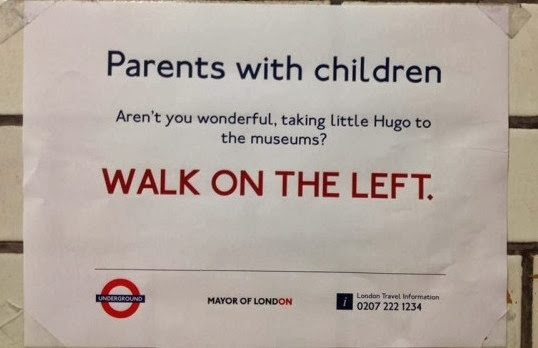 Parents with children
Aren't you wonderful, taking little Hugo to
the museums?
WALK ON THE LEFT.
UNDERGROUND
MAYOR OF LONDON
i
London Travel Information
0207 222 1234